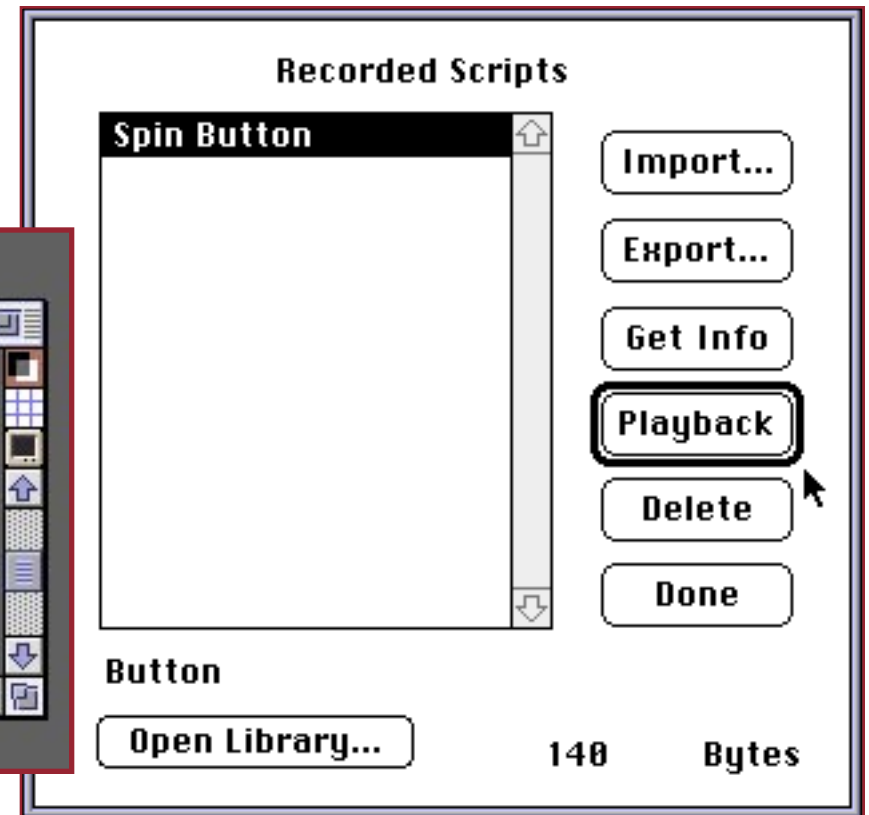 Recorded Scripts
Spin Button
Import...
Export...
Get Info
Playback
Delete
Done
Button
Open Library...
140 Bytes